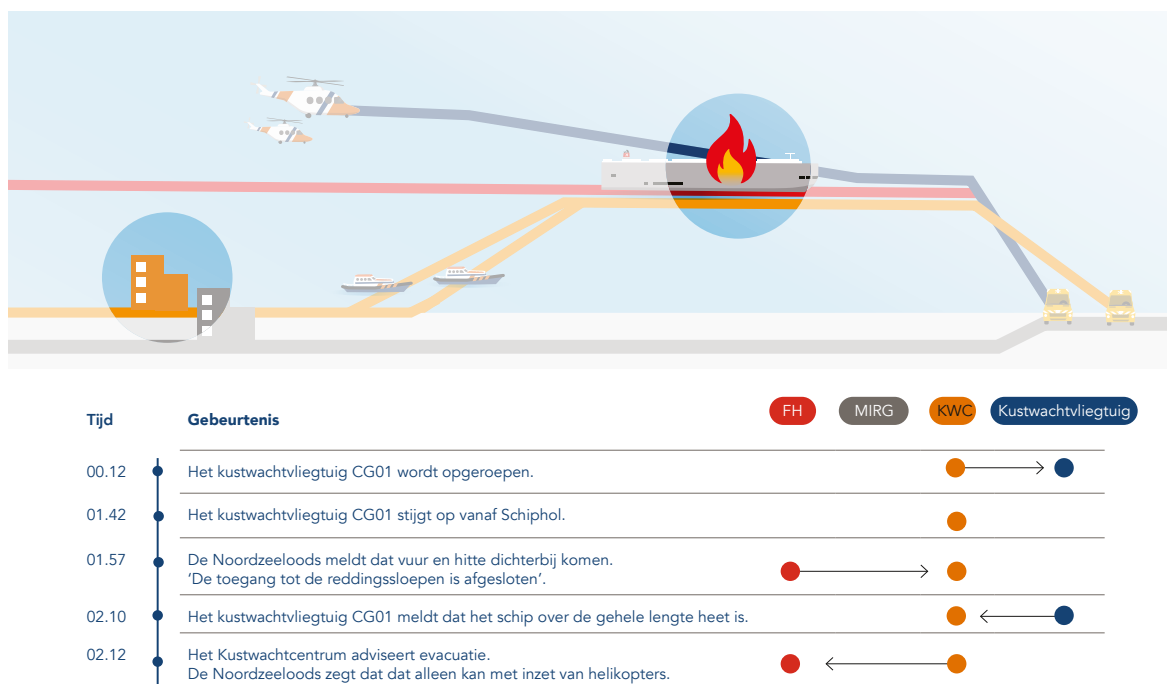 Tijd Gebeurtenis FH MIRG KWC Kustwachtvliegtuig
00.12 Het kustwachtvliegtuig CG01 wordt opgeroepen.
01.42 Het kustwachtvliegtuig CG01 stijgt op vanaf Schiphol.
01.57 De Noordzeeloods meldt dat vuur en hitte dichterbij komen.
'De toegang tot de reddingssloepen is afgesloten'.
02.10 Het kustwachtvliegtuig CG01 meldt dat het schip over de gehele lengte heet is.
02.12 Het Kustwachtcentrum adviseert evacuatie.
De Noordzeeloods zegt dat dat alleen kan met inzet van helikopters.